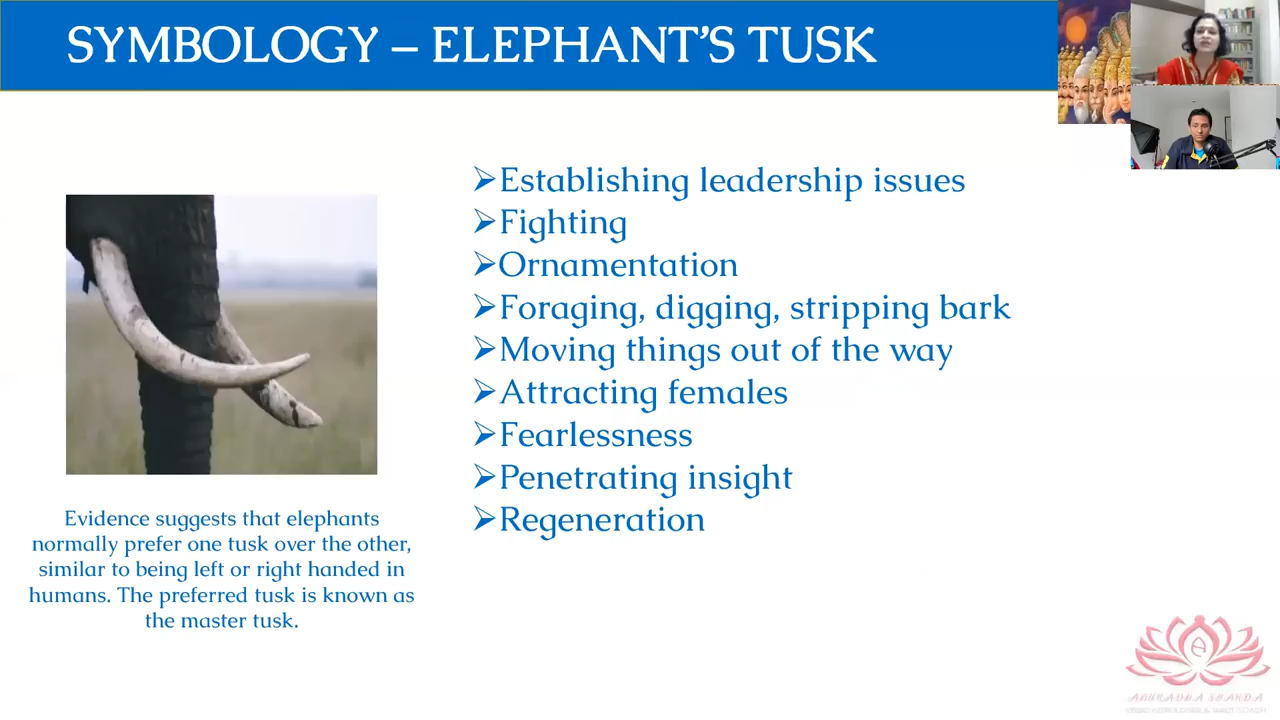 SYMBOLOGY – ELEPHANT'S TUSK
➢Establishing leadership issues
➢Fighting
➢Ornamentation
➢Foraging, digging, stripping bark
➢Moving things out of the way
➢Attracting females
➢Fearlessness
➢Penetrating insight
➢Regeneration
Evidence suggests that elephants
normally prefer one tusk over the other,
similar to being left or right handed in
humans. The preferred tusk is known as
the master tusk.